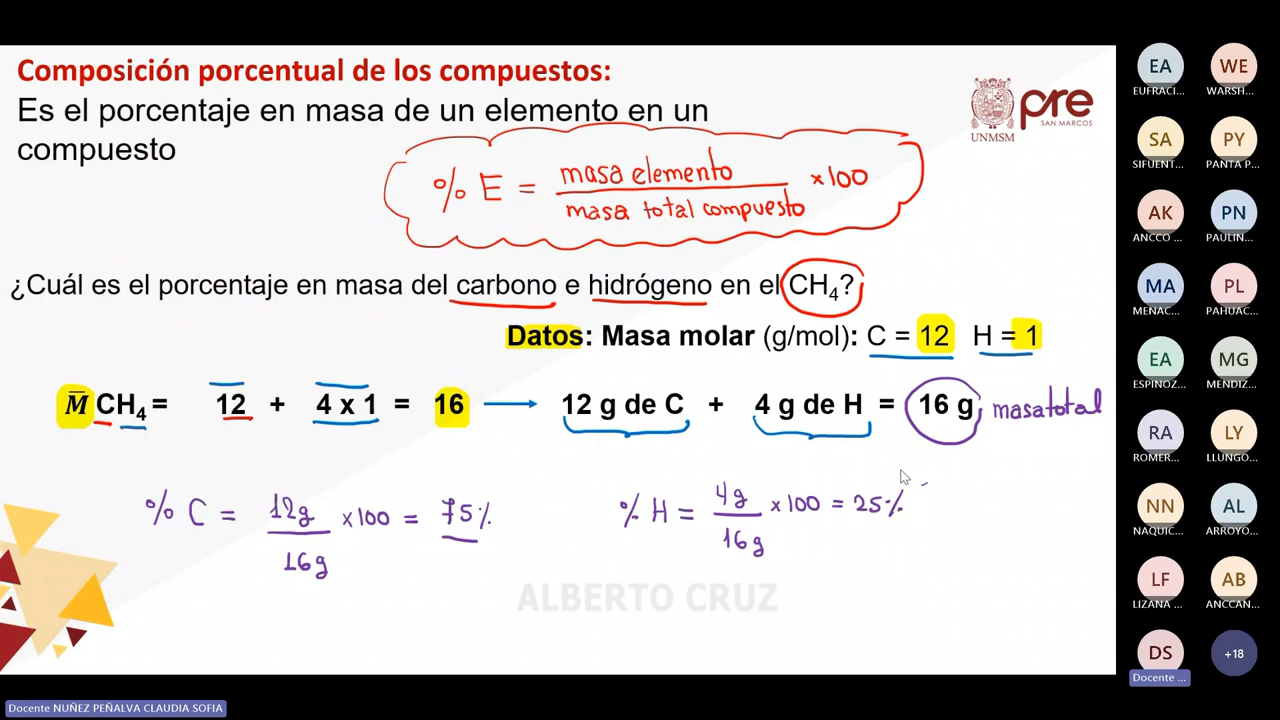 Composición porcentual de los compuestos:
Es el porcentaje en masa de un elemento en un
compuesto
UNMSM
pre
SAN MARCOS
% E = masa elemento / masa total compuesto x100
¿Cuál es el porcentaje en masa del carbono e hidrógeno en el CH₄?
Datos: Masa molar (g/mol): C = 12 H = 1
M̅ CH₄ = 12 + 4 x 1 = 16 → 12 g de C + 4 g de H = 16 g masa total
% C = 12g / 16g x100 = 75% % H = 4g / 16g x100 = 25%
ALBERTO CRUZ
EA WE
EUFRACI... WARSH...
SA PY
SIFUENT... PANTA P...
AK PN
ANCCO ... PAULIN...
MA PL
MENAC... PAHUAC...
EA MG
ESPINOZ... MENDIZ...
RA LY
ROMER... LLUNGO...
NN AL
NAQUIC... ARROYO...
LF AB
LIZANA ... ANCCAN...
DS +18
Docente ...
Docente NUÑEZ PEÑALVA CLAUDIA SOFIA